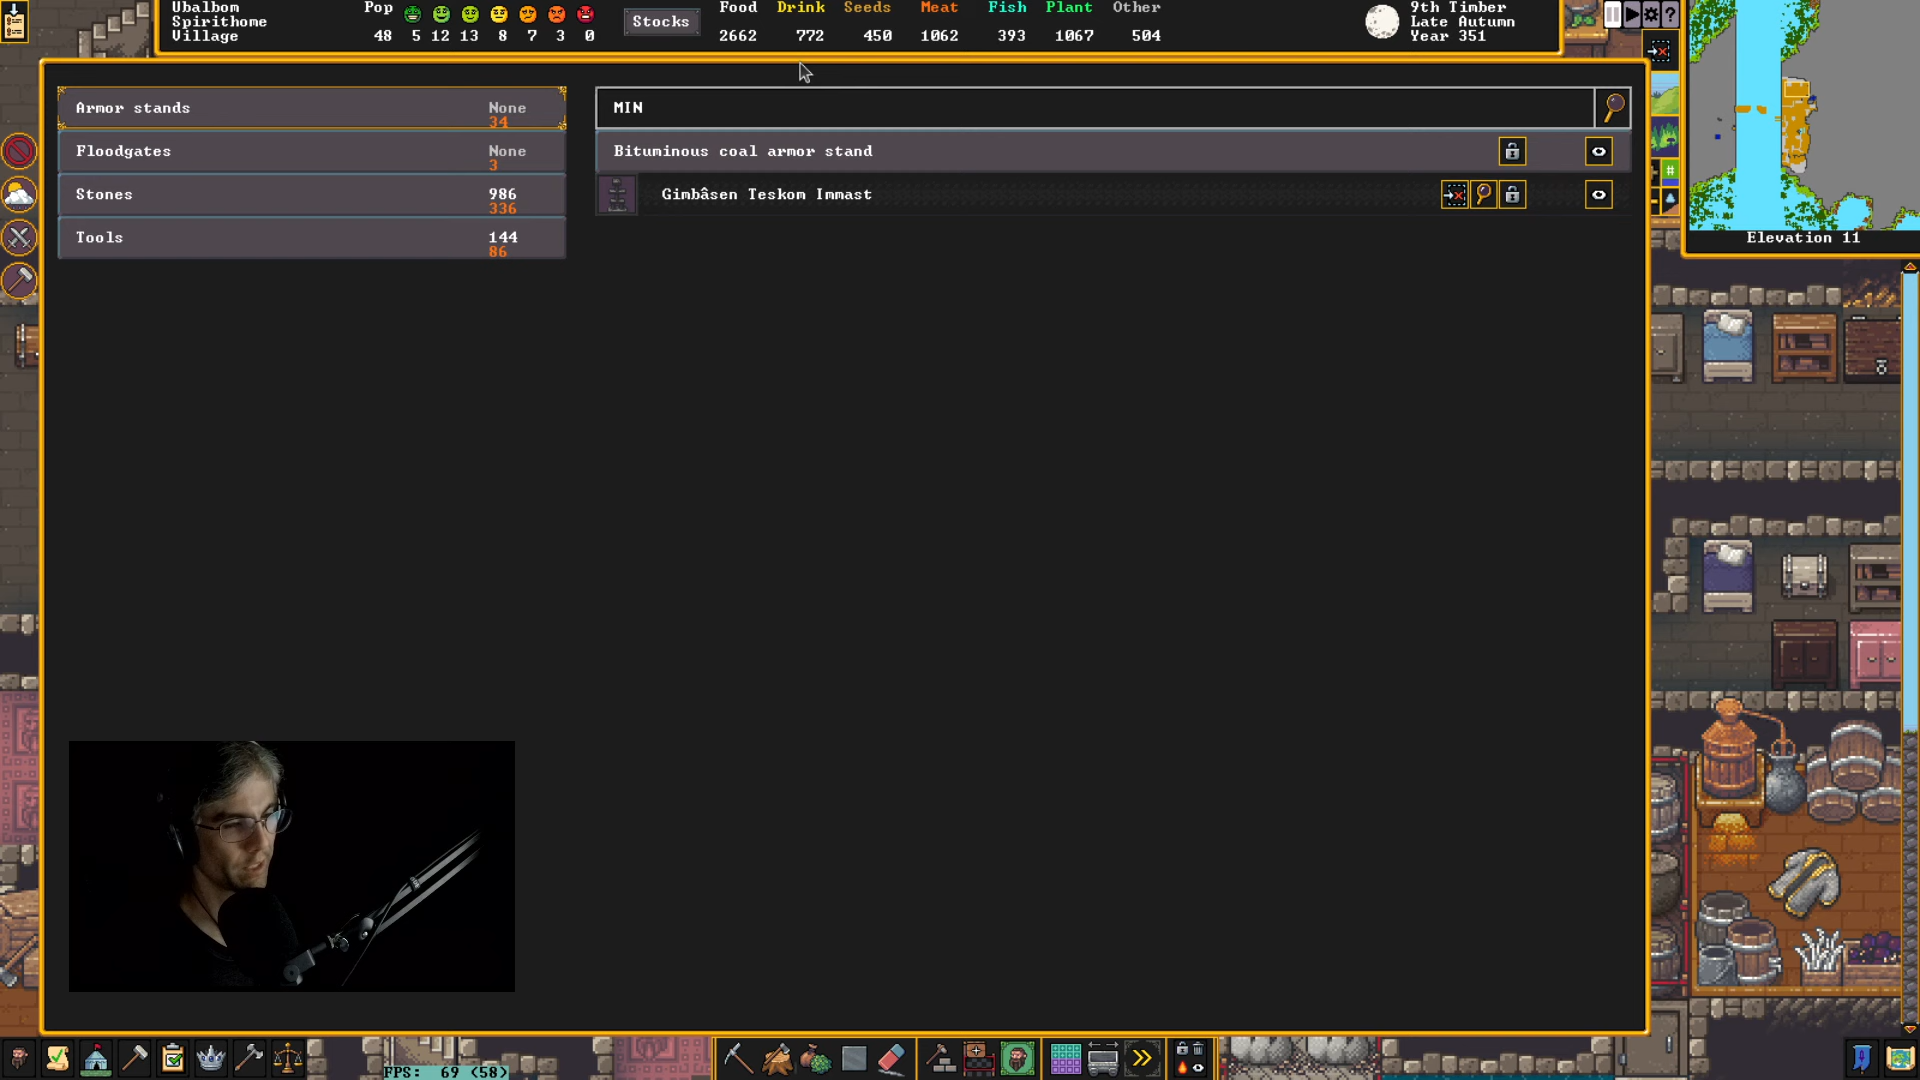 Ubalbom
Spirithome
Village
Pop
48 5 12 13 8 7 3 0
Stocks
Food Drink Seeds Meat Fish Plant Other
2662 772 450 1062 393 1067 504
9th Timber
Late Autumn
Year 351
?
Armor stands None
34
Floodgates None
3
Stones 986
336
Tools 144
86
MIN
Bituminous coal armor stand
Gimbâsen Teskom Immast
#
Elevation 11
FPS: 69 (58)